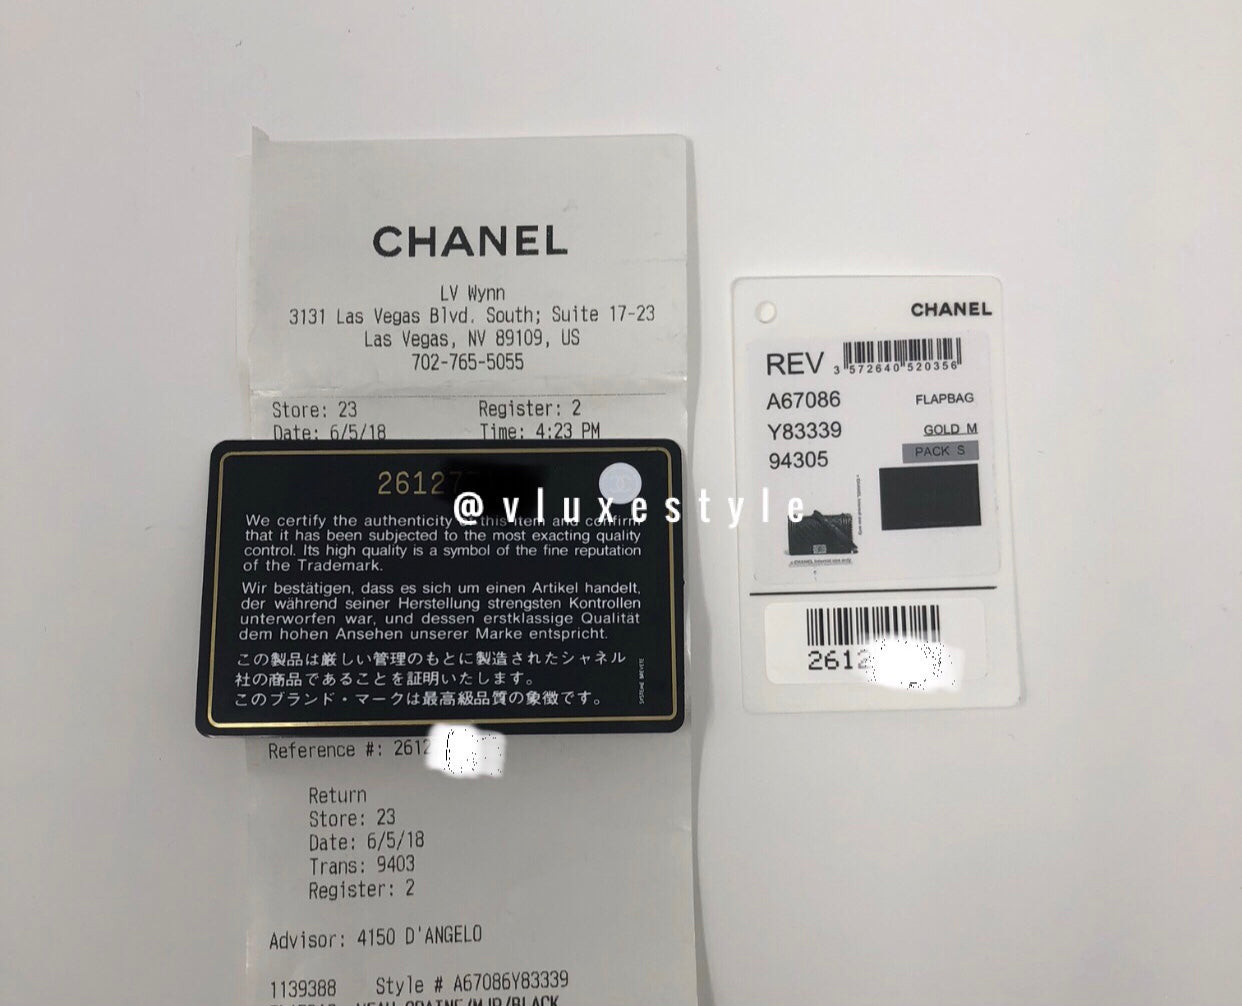 CHANEL
LV Wynn
3131 Las Vegas Blvd. South; Suite 17-23
Las Vegas, NV 89109, US
702-765-5055
Store: 23 Register: 2
Date: 6/5/18 Time: 4:23 PM
26127
@vluxestyle
We certify the authenticity of this item and confirm
that it has been subjected to the most exacting quality
control. Its high quality is a symbol of the fine reputation
of the Trademark.
Wir bestätigen, dass es sich um einen Artikel handelt,
der während seiner Herstellung strengsten Kontrollen
unterworfen war, und dessen erstklassige Qualität
dem hohen Ansehen unserer Marke entspricht.
この製品は厳しい管理のもとに製造されたシャネル
社の商品であることを証明いたします。
このブランド・マークは最高級品質の象徴です。
SYSTEME BREVETE
Reference #: 2612
Return
Store: 23
Date: 6/5/18
Trans: 9403
Register: 2
Advisor: 4150 D'ANGELO
1139388 Style # A67086Y83339
CHANEL
REV
3 572640 520356
A67086 FLAPBAG
Y83339 GOLD M
94305 PACK S
2612